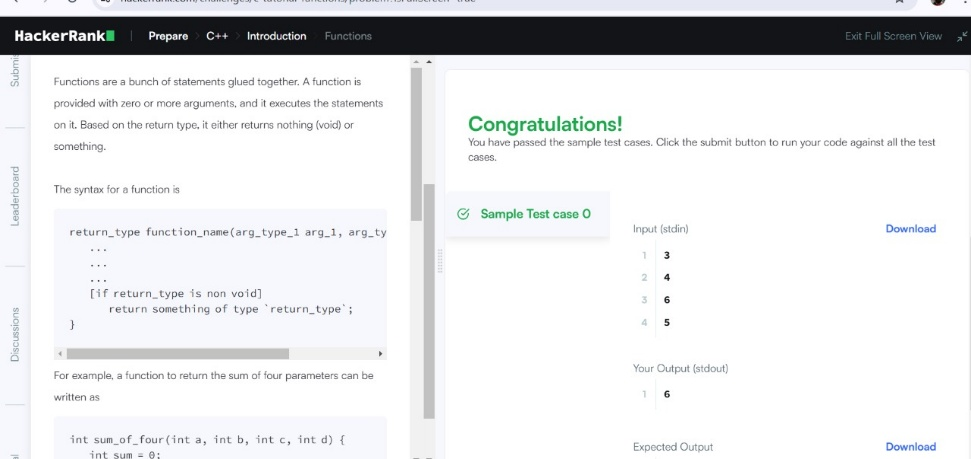 HackerRank | Prepare > C++ > Introduction > Functions
Exit Full Screen View
Leaderboard
Discussions
Functions are a bunch of statements glued together. A function is
provided with zero or more arguments, and it executes the statements
on it. Based on the return type, it either returns nothing (void) or
something.
The syntax for a function is
return_type function_name(arg_type_1 arg_1, arg_ty
...
...
...
[if return_type is non void]
return something of type `return_type`;
}
For example, a function to return the sum of four parameters can be
written as
int sum_of_four(int a, int b, int c, int d) {
int sum = 0;
Congratulations!
You have passed the sample test cases. Click the submit button to run your code against all the test
cases.
Sample Test case 0
Input (stdin)
Download
1 3
2 4
3 6
4 5
Your Output (stdout)
1 6
Expected Output
Download